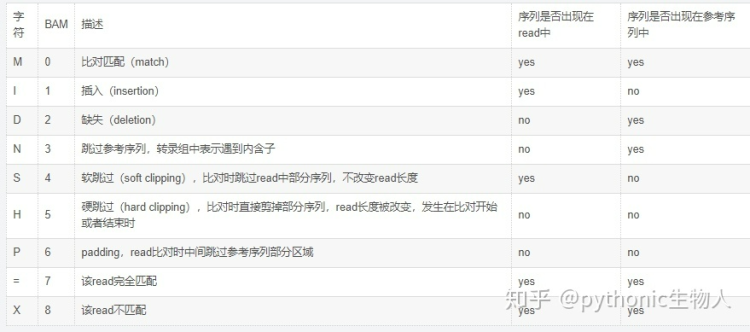 字符 BAM 描述 序列是否出现在read中 序列是否出现在参考序列中
M 0 比对匹配（match） yes yes
I 1 插入（insertion） yes no
D 2 缺失（deletion） no yes
N 3 跳过参考序列，转录组中表示遇到内含子 no yes
S 4 软跳过（soft clipping），比对时跳过read中部分序列，不改变read长度 yes no
H 5 硬跳过（hard clipping），比对时直接剪掉部分序列，read长度被改变，发生在比对开始
或者结束时 no no
P 6 padding，read比对时中间跳过参考序列部分区域 no no
= 7 该read完全匹配 yes yes
X 8 该read不匹配 yes yes
知乎 @pythonic生物人